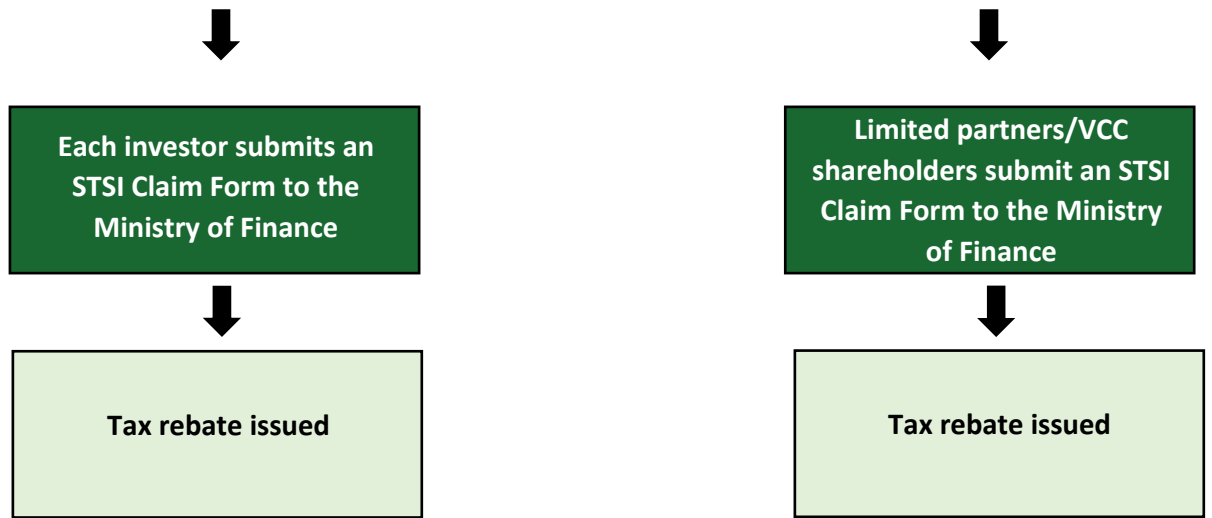 Each investor submits an
STSI Claim Form to the
Ministry of Finance
Limited partners/VCC
shareholders submit an STSI
Claim Form to the Ministry
of Finance
Tax rebate issued
Tax rebate issued